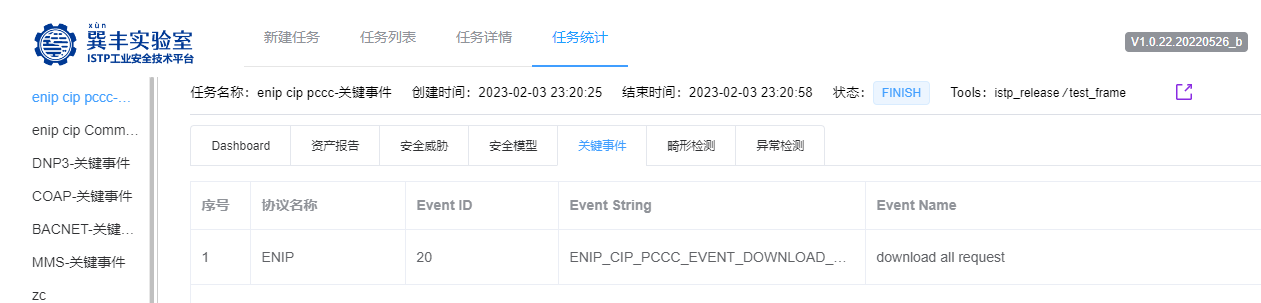 xùn
巽丰实验室
ISTP工业安全技术平台
新建任务 任务列表 任务详情 任务统计
V1.0.22.20220526_b
enip cip pccc-...
enip cip Comm...
DNP3-关键事件
COAP-关键事件
BACNET-关键...
MMS-关键事件
zc
任务名称：enip cip pccc-关键事件 创建时间：2023-02-03 23:20:25 结束时间：2023-02-03 23:20:58 状态：FINISH Tools：istp_release / test_frame
Dashboard 资产报告 安全威胁 安全模型 关键事件 畸形检测 异常检测
序号 协议名称 Event ID Event String Event Name
1 ENIP 20 ENIP_CIP_PCCC_EVENT_DOWNLOAD_... download all request